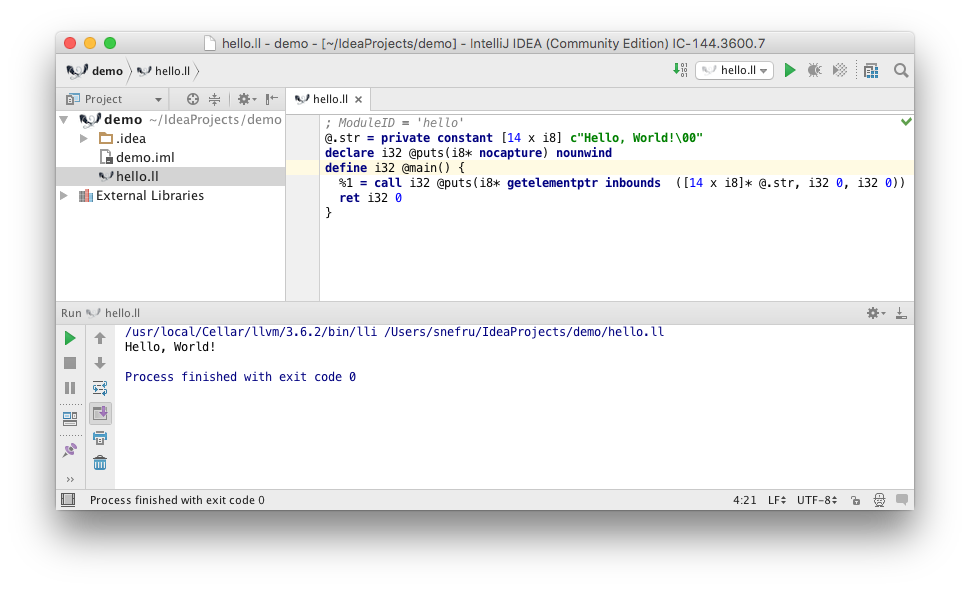 hello.ll - demo - [~/IdeaProjects/demo] - IntelliJ IDEA (Community Edition) IC-144.3600.7
demo hello.ll
hello.ll
Project
hello.ll
demo ~/IdeaProjects/demo
.idea
demo.iml
hello.ll
External Libraries
; ModuleID = 'hello'
@.str = private constant [14 x i8] c"Hello, World!\00"
declare i32 @puts(i8* nocapture) nounwind
define i32 @main() {
%1 = call i32 @puts(i8* getelementptr inbounds  ([14 x i8]* @.str, i32 0, i32 0))
ret i32 0
}
Run hello.ll
/usr/local/Cellar/llvm/3.6.2/bin/lli /Users/snefru/IdeaProjects/demo/hello.ll
Hello, World!
Process finished with exit code 0
Process finished with exit code 0
4:21 LF UTF-8